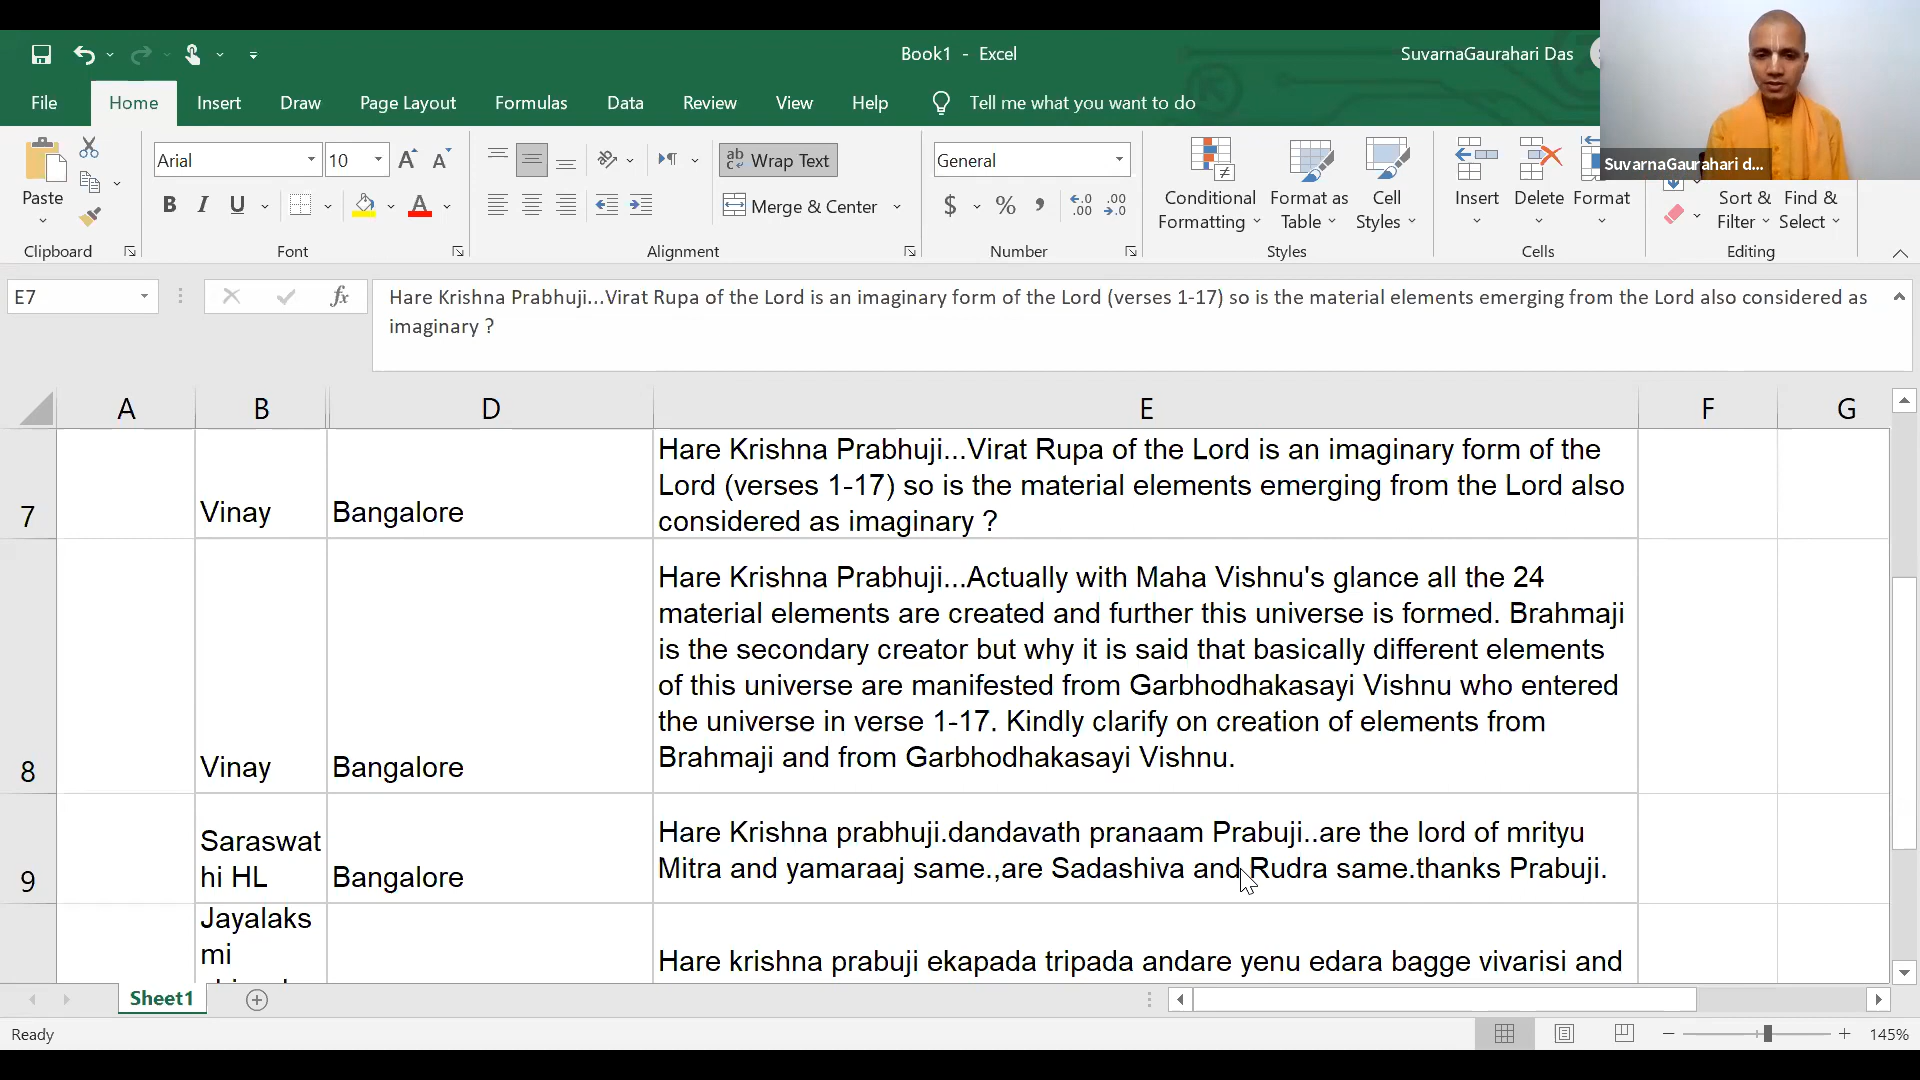 Book1 - Excel
SuvarnaGaurahari Das
File Home Insert Draw Page Layout Formulas Data Review View Help Tell me what you want to do
SuvarnaGaurahari d...
Paste
Clipboard
Arial 10
B I U
Font
ab Wrap Text
Merge & Center
Alignment
General
$ % 9 .00 .00
Number
Conditional Formatting
Format as Table
Cell Styles
Styles
Insert Delete Format
Cells
Sort & Filter
Find & Select
Editing
E7
fx
Hare Krishna Prabhuji...Virat Rupa of the Lord is an imaginary form of the Lord (verses 1-17) so is the material elements emerging from the Lord also considered as
imaginary ?
A B D E F G
7 Vinay Bangalore
Hare Krishna Prabhuji...Virat Rupa of the Lord is an imaginary form of the
Lord (verses 1-17) so is the material elements emerging from the Lord also
considered as imaginary ?
8 Vinay Bangalore
Hare Krishna Prabhuji...Actually with Maha Vishnu's glance all the 24
material elements are created and further this universe is formed. Brahmaji
is the secondary creator but why it is said that basically different elements
of this universe are manifested from Garbhodhakasayi Vishnu who entered
the universe in verse 1-17. Kindly clarify on creation of elements from
Brahmaji and from Garbhodhakasayi Vishnu.
9
Saraswat
hi HL
Bangalore
Hare Krishna prabhuji.dandavath pranaam Prabuji..are the lord of mrityu
Mitra and yamaraaj same.,are Sadashiva and Rudra same.thanks Prabuji.
Jayalaks
mi
Hare krishna prabuji ekapada tripada andare yenu edara bagge vivarisi and
Sheet1
Ready
145%